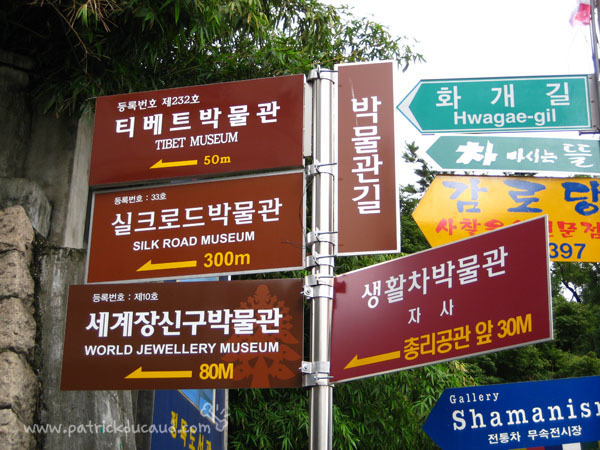 등록번호 제232호
티베트박물관
TIBET MUSEUM
50m
등록번호 : 33호
실크로드박물관
SILK ROAD MUSEUM
300m
등록번호 : 제10호
세계장신구박물관
WORLD JEWELLERY MUSEUM
80M
박물관길
생활차박물관
자 사
총리공관 앞 30M
화 개 길
Hwagae-gil
차 마시는 뜰
감로당
397
Gallery
Shamanism
전통차 무속전시장
www.patrickducaud.com